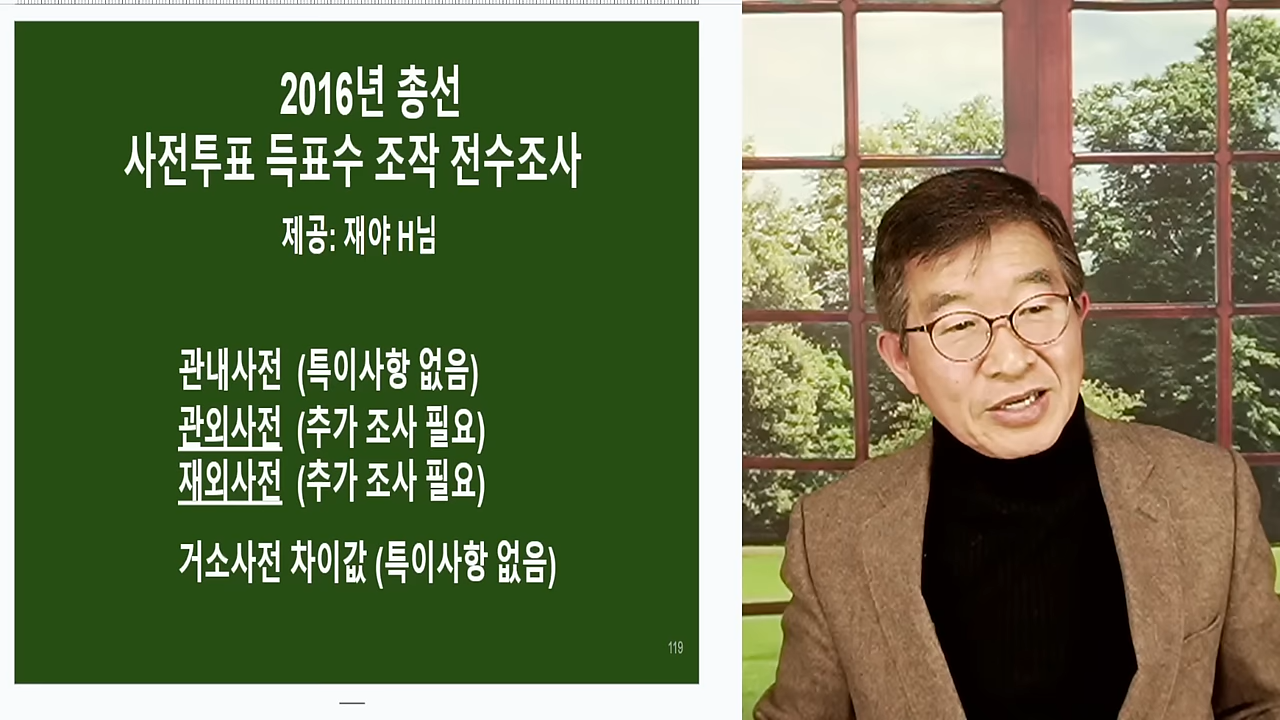 2016년 총선
사전투표 득표수 조작 전수조사
제공: 재야 H님
관내사전 (특이사항 없음)
관외사전 (추가 조사 필요)
재외사전 (추가 조사 필요)
거소사전 차이값 (특이사항 없음)
119